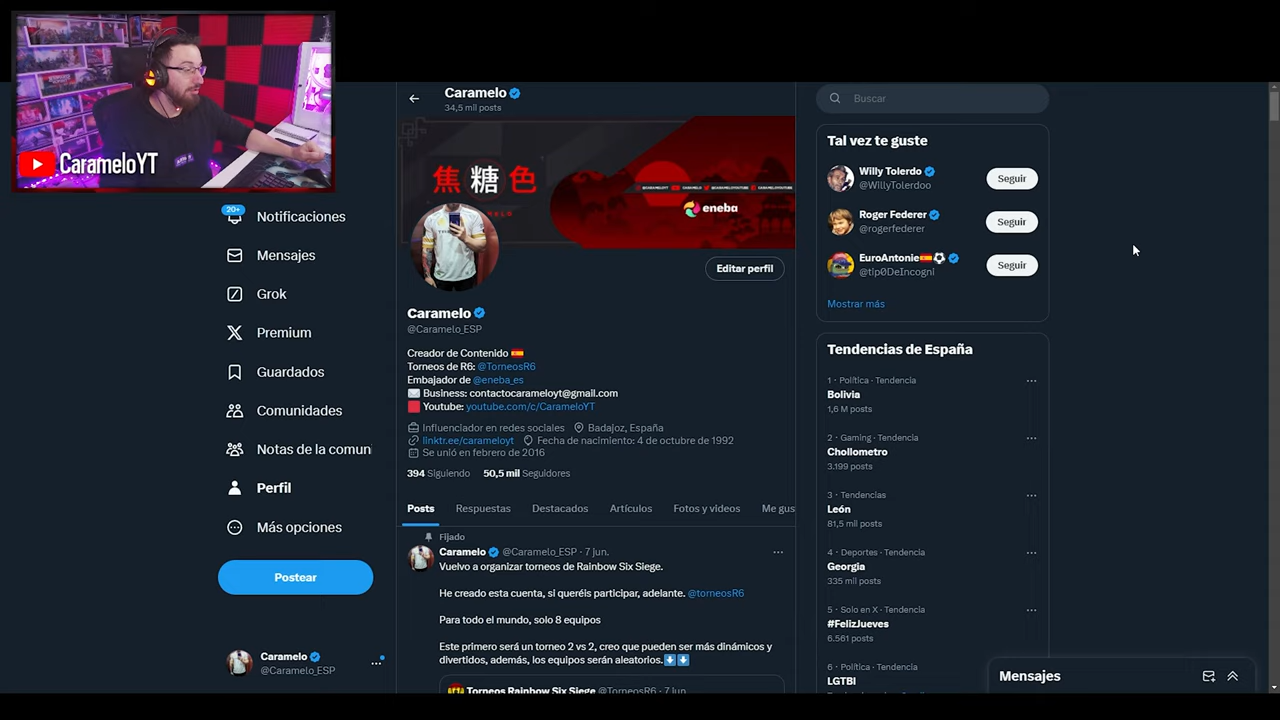 CarameloYT
20+
Notificaciones
Mensajes
Grok
Premium
Guardados
Comunidades
Notas de la comun
Perfil
Más opciones
Postear
Caramelo
@Caramelo_ESP
Caramelo
34,5 mil posts
焦糖色
eneba
Editar perfil
Caramelo
@Caramelo_ESP
Creador de Contenido 🇪🇸
Torneos de R6: @TorneosR6
Embajador de @eneba_es
✉️ Business: contactocarameloyt@gmail.com
🟥 Youtube: youtube.com/c/CarameloYT
Influenciador en redes sociales Badajoz, España
linktr.ee/carameloyt Fecha de nacimiento: 4 de octubre de 1992
Se unió en febrero de 2016
394 Siguiendo 50,5 mil Seguidores
Posts Respuestas Destacados Artículos Fotos y videos Me gus
Fijado
Caramelo @Caramelo_ESP · 7 jun.
Vuelvo a organizar torneos de Rainbow Six Siege.
He creado esta cuenta, si queréis participar, adelante. @torneosR6
Para todo el mundo, solo 8 equipos
Este primero será un torneo 2 vs 2, creo que pueden ser más dinámicos y
divertidos, además, los equipos serán aleatorios.⬇️⬇️
Torneos Rainbow Six Siege @TorneosR6 · 7 jun.
Buscar
Tal vez te guste
Willy Tolerdo
@WillyTolerdoo
Seguir
Roger Federer
@rogerfederer
Seguir
EuroAntonie🇪🇸⚽
@tip0DeIncogni
Seguir
Mostrar más
Tendencias de España
1 · Política · Tendencia
Bolivia
1,6 M posts
2 · Gaming · Tendencia
Chollometro
3.199 posts
3 · Tendencias
León
81,5 mil posts
4 · Deportes · Tendencia
Georgia
335 mil posts
5 · Solo en X · Tendencia
#FelizJueves
6.561 posts
6 · Política · Tendencia
LGTBI
Mensajes